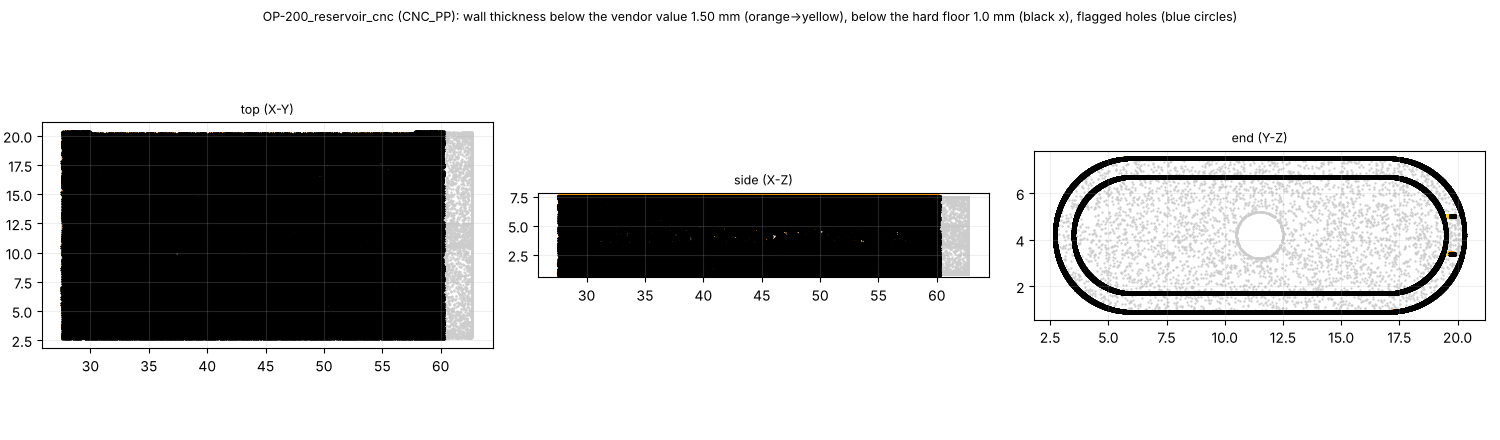 OP-200_reservoir_cnc (CNC_PP): wall thickness below the vendor value 1.50 mm (orange→yellow), below the hard floor 1.0 mm (black x), flagged holes (blue circles)
top (X-Y)
20.0
17.5
15.0
12.5
10.0
7.5
5.0
2.5
30 35 40 45 50 55 60
side (X-Z)
7.5
5.0
2.5
30 35 40 45 50 55 60
end (Y-Z)
6
4
2
2.5 5.0 7.5 10.0 12.5 15.0 17.5 20.0